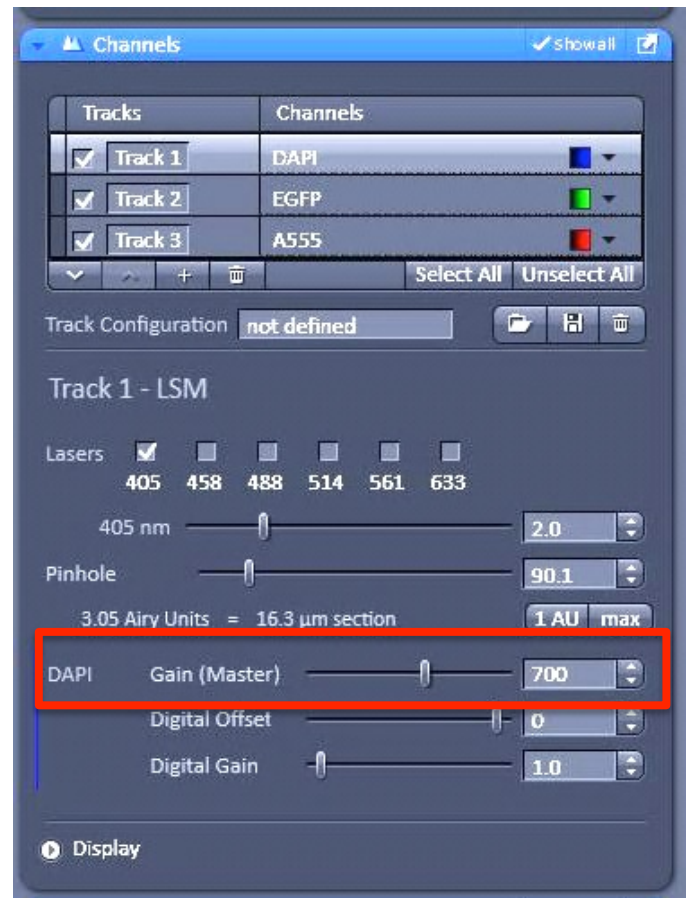 Channels
Show all
Tracks Channels
Track 1 DAPI
Track 2 EGFP
Track 3 A555
+ Select All Unselect All
Track Configuration not defined
Track 1 - LSM
Lasers
405 458 488 514 561 633
405 nm 2.0
Pinhole 90.1
3.05 Airy Units = 16.3 µm section 1 AU max
DAPI Gain (Master) 700
Digital Offset 0
Digital Gain 1.0
Display